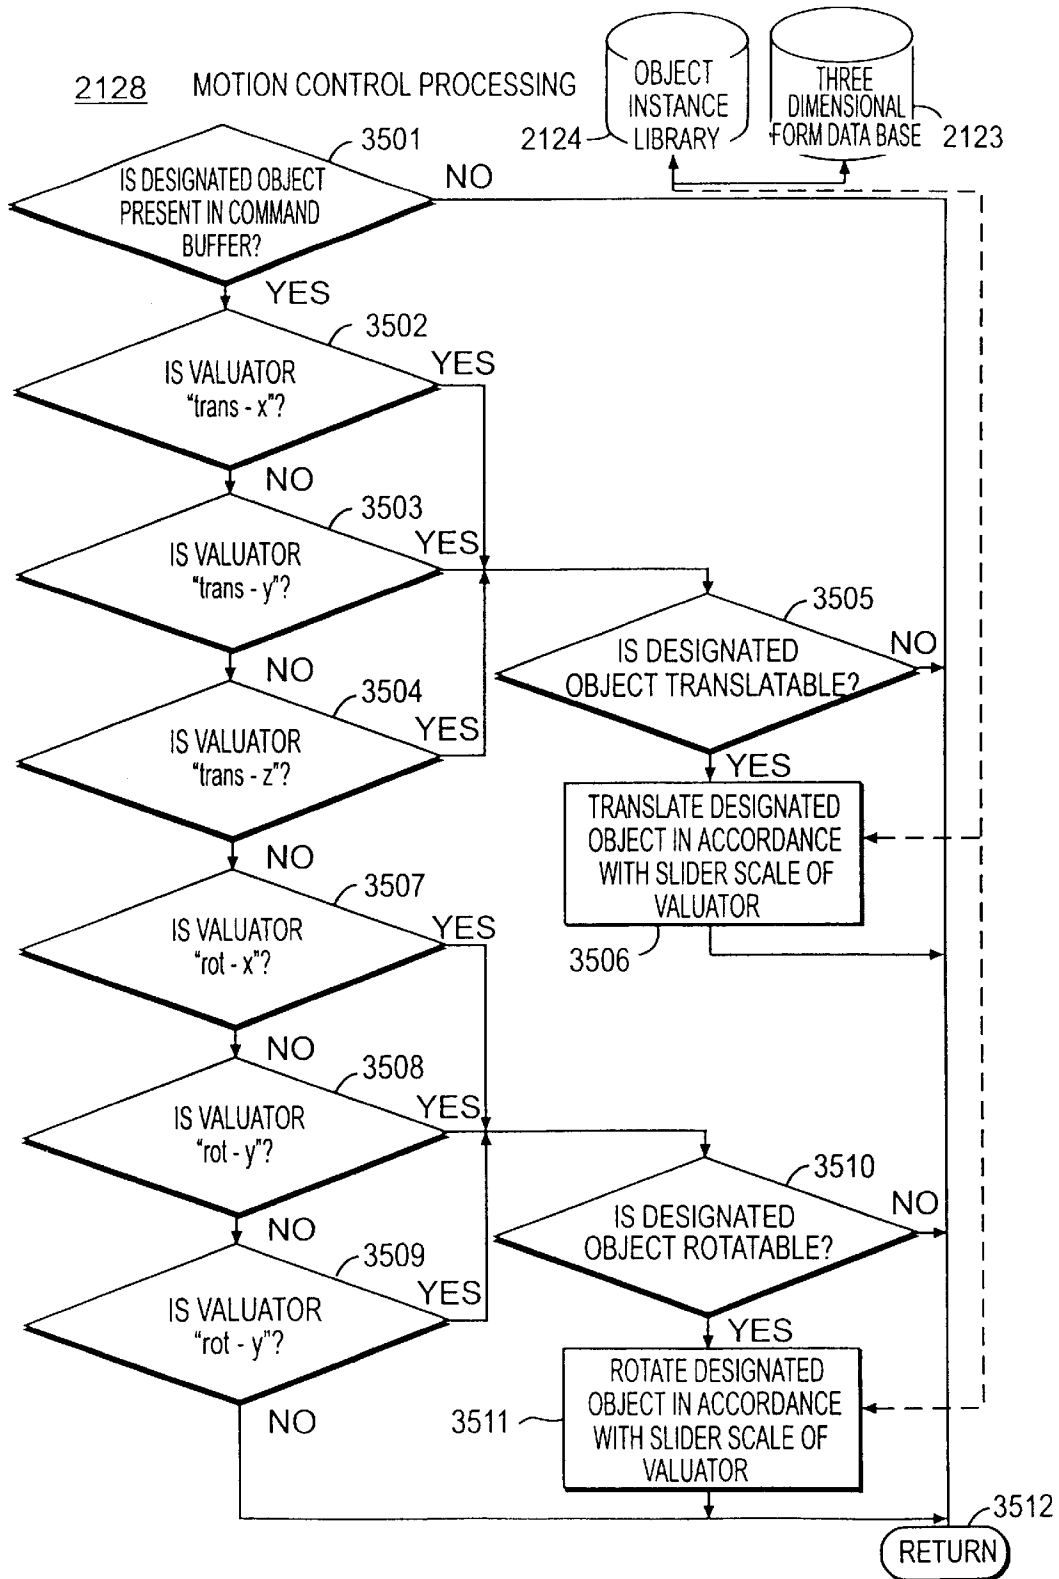 2128 MOTION CONTROL PROCESSING
OBJECT
INSTANCE
LIBRARY
2124
THREE
DIMENSIONAL
FORM DATA BASE
2123
3501
IS DESIGNATED OBJECT
PRESENT IN COMMAND
BUFFER?
NO
YES
3502
IS VALUATOR
"trans - x"?
YES
NO
3503
IS VALUATOR
"trans - y"?
YES
NO
3504
IS VALUATOR
"trans - z"?
YES
NO
3505
IS DESIGNATED
OBJECT TRANSLATABLE?
NO
YES
TRANSLATE DESIGNATED
OBJECT IN ACCORDANCE
WITH SLIDER SCALE OF
VALUATOR
3506
3507
IS VALUATOR
"rot - x"?
YES
NO
3508
IS VALUATOR
"rot - y"?
YES
NO
3509
IS VALUATOR
"rot - y"?
YES
NO
3510
IS DESIGNATED
OBJECT ROTATABLE?
NO
YES
ROTATE DESIGNATED
OBJECT IN ACCORDANCE
WITH SLIDER SCALE OF
VALUATOR
3511
3512
RETURN